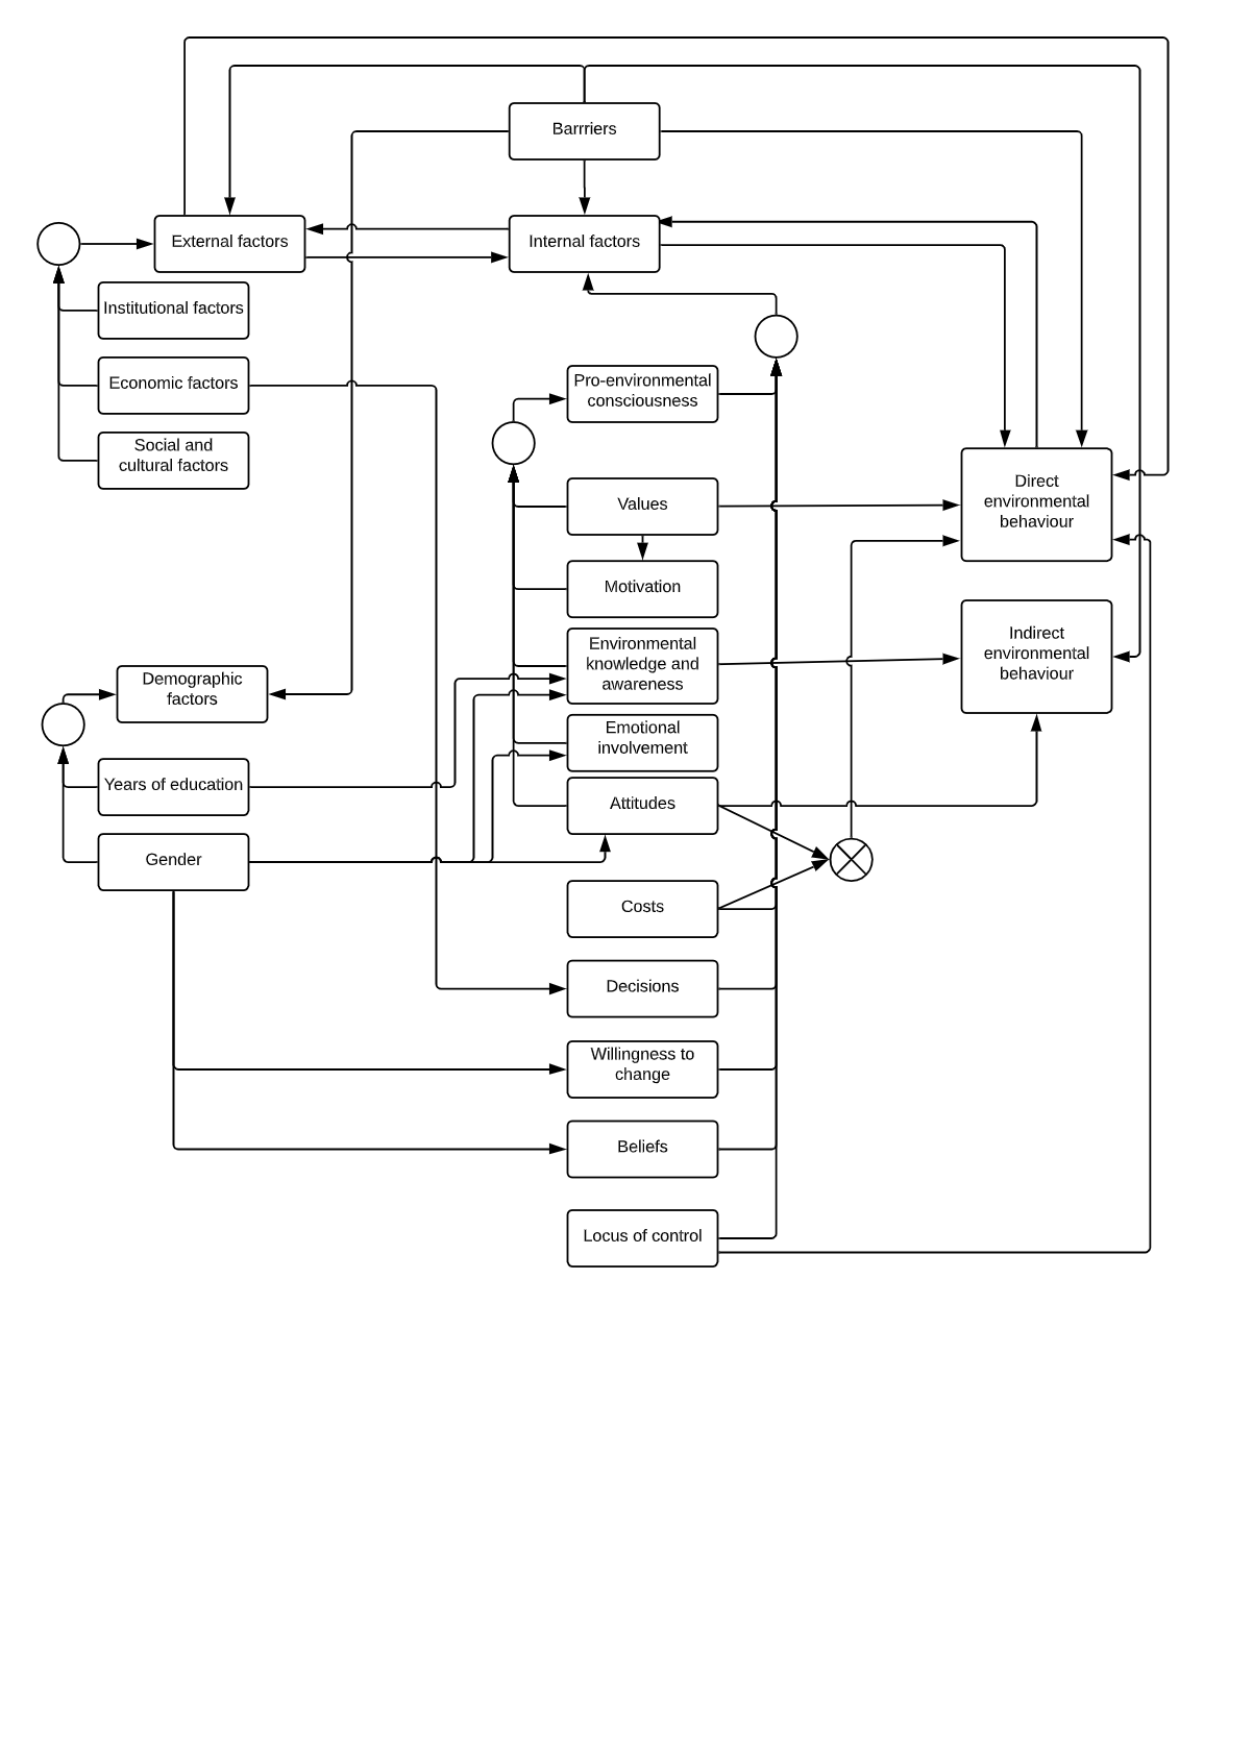 Barrriers
External factors
Internal factors
Institutional factors
Economic factors
Social and
cultural factors
Pro-environmental
consciousness
Values
Motivation
Environmental
knowledge and
awareness
Emotional
involvement
Attitudes
Costs
Decisions
Willingness to
change
Beliefs
Locus of control
Direct
environmental
behaviour
Indirect
environmental
behaviour
Demographic
factors
Years of education
Gender